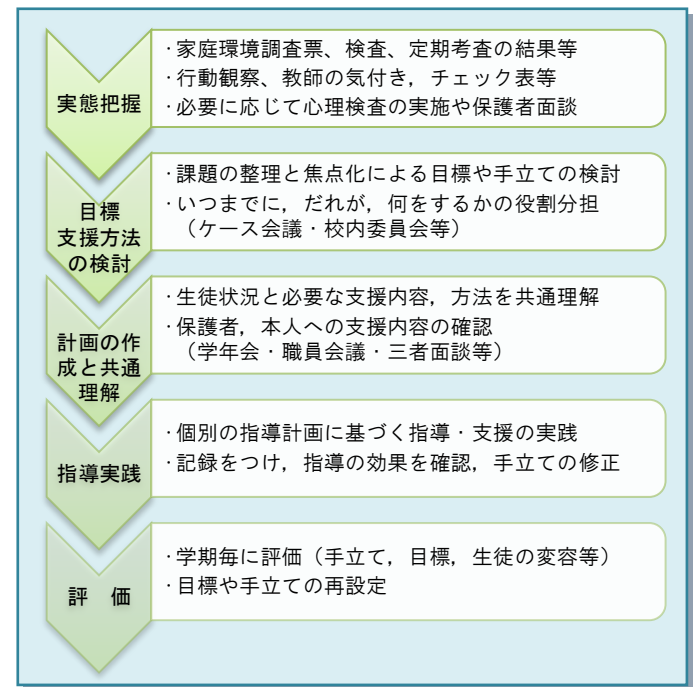 実態把握
・家庭環境調査票、検査、定期考査の結果等
・行動観察、教師の気付き，チェック表等
・必要に応じて心理検査の実施や保護者面談
目標
支援方法
の検討
・課題の整理と焦点化による目標や手立ての検討
・いつまでに，だれが，何をするかの役割分担
（ケース会議・校内委員会等）
計画の作
成と共通
理解
・生徒状況と必要な支援内容，方法を共通理解
・保護者，本人への支援内容の確認
（学年会・職員会議・三者面談等）
指導実践
・個別の指導計画に基づく指導・支援の実践
・記録をつけ，指導の効果を確認，手立ての修正
評　価
・学期毎に評価（手立て，目標，生徒の変容等）
・目標や手立ての再設定